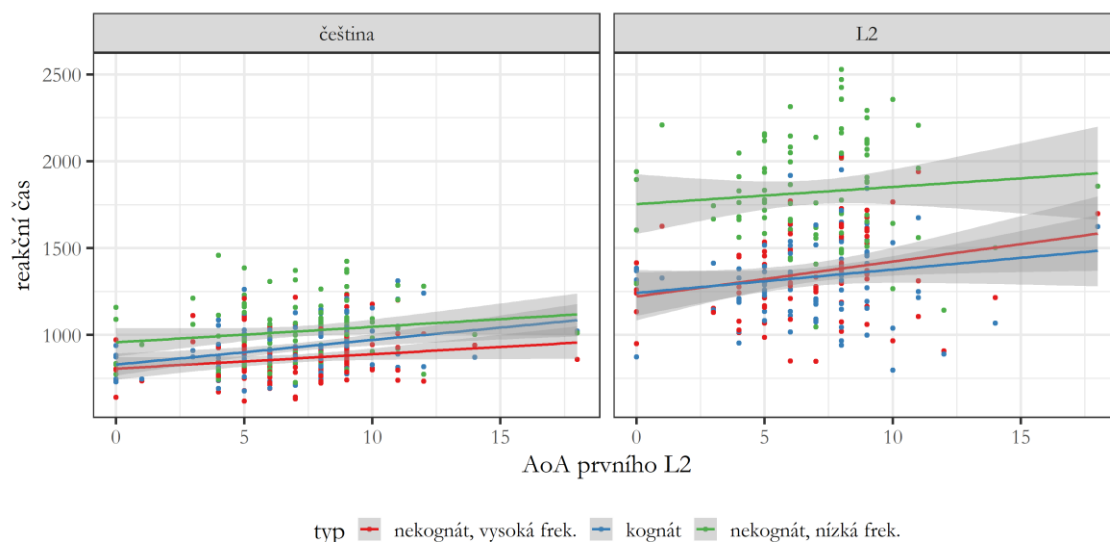 čeština L2
2500
2000
1500
1000
reakční čas
0 5 10 15 0 5 10 15
AoA prvního L2
typ nekognát, vysoká frek. kognát nekognát, nízká frek.